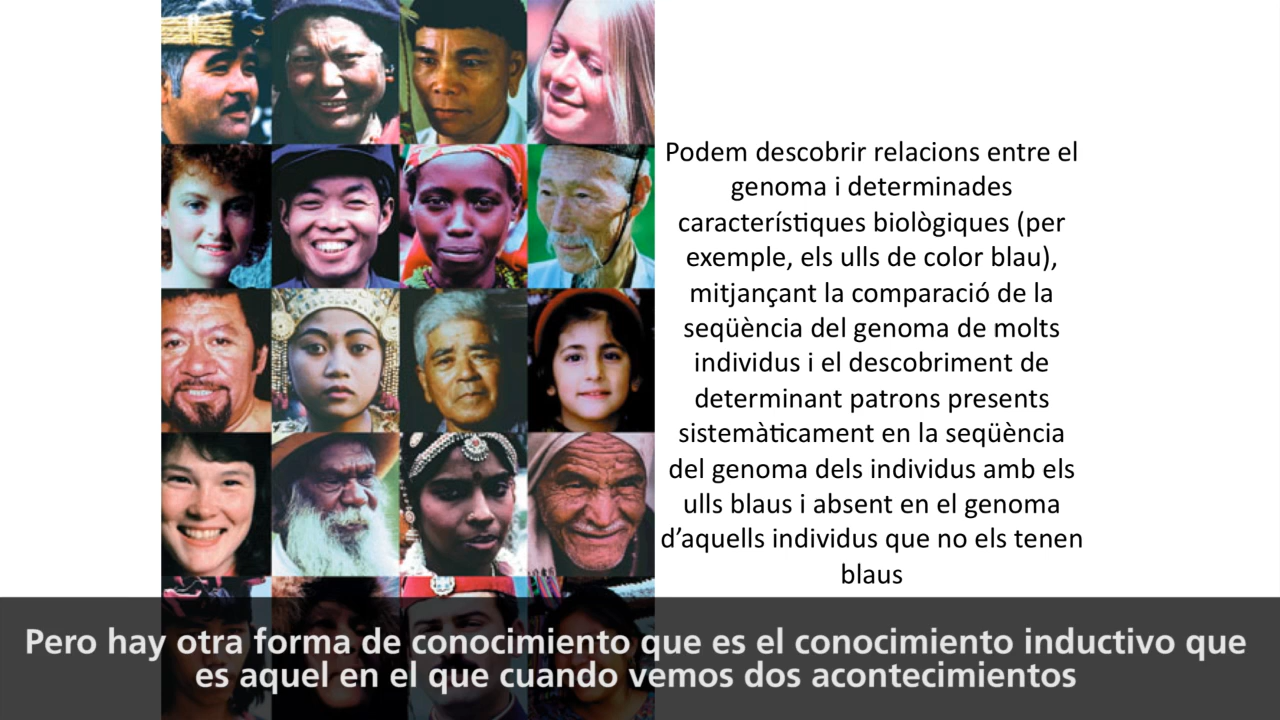 Podem descobrir relacions entre el
genoma i determinades
característiques biològiques (per
exemple, els ulls de color blau),
mitjançant la comparació de la
seqüència del genoma de molts
individus i el descobriment de
determinant patrons presents
sistemàticament en la seqüència
del genoma dels individus amb els
ulls blaus i absent en el genoma
d’aquells individus que no els tenen
blaus
Pero hay otra forma de conocimiento que es el conocimiento inductivo que
es aquel en el que cuando vemos dos acontecimientos